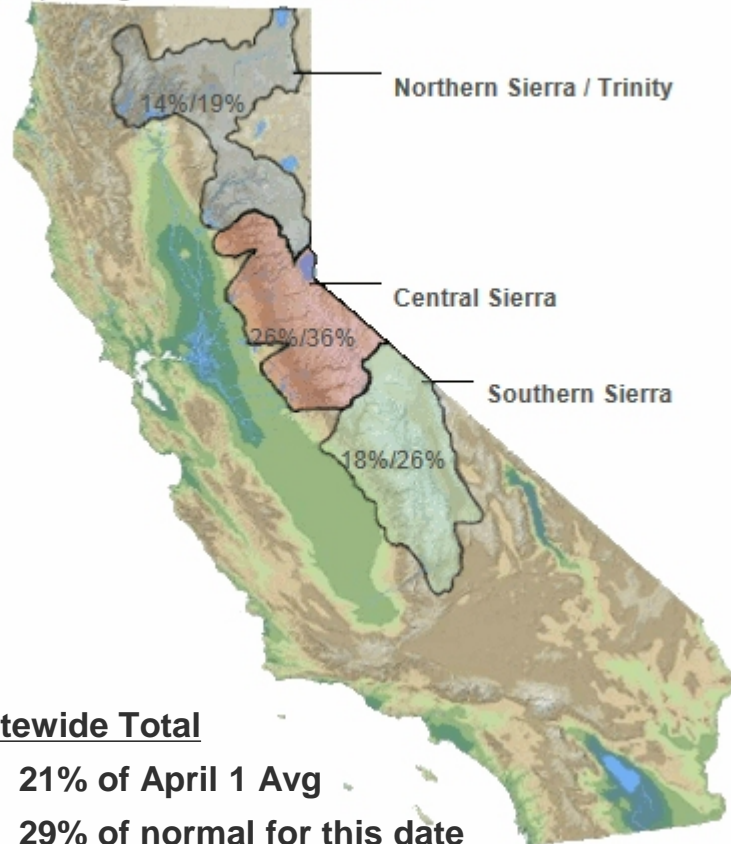 Northern Sierra / Trinity
14%/19%
Central Sierra
26%/36%
Southern Sierra
18%/26%
tewide Total
21% of April 1 Avg
29% of normal for this date